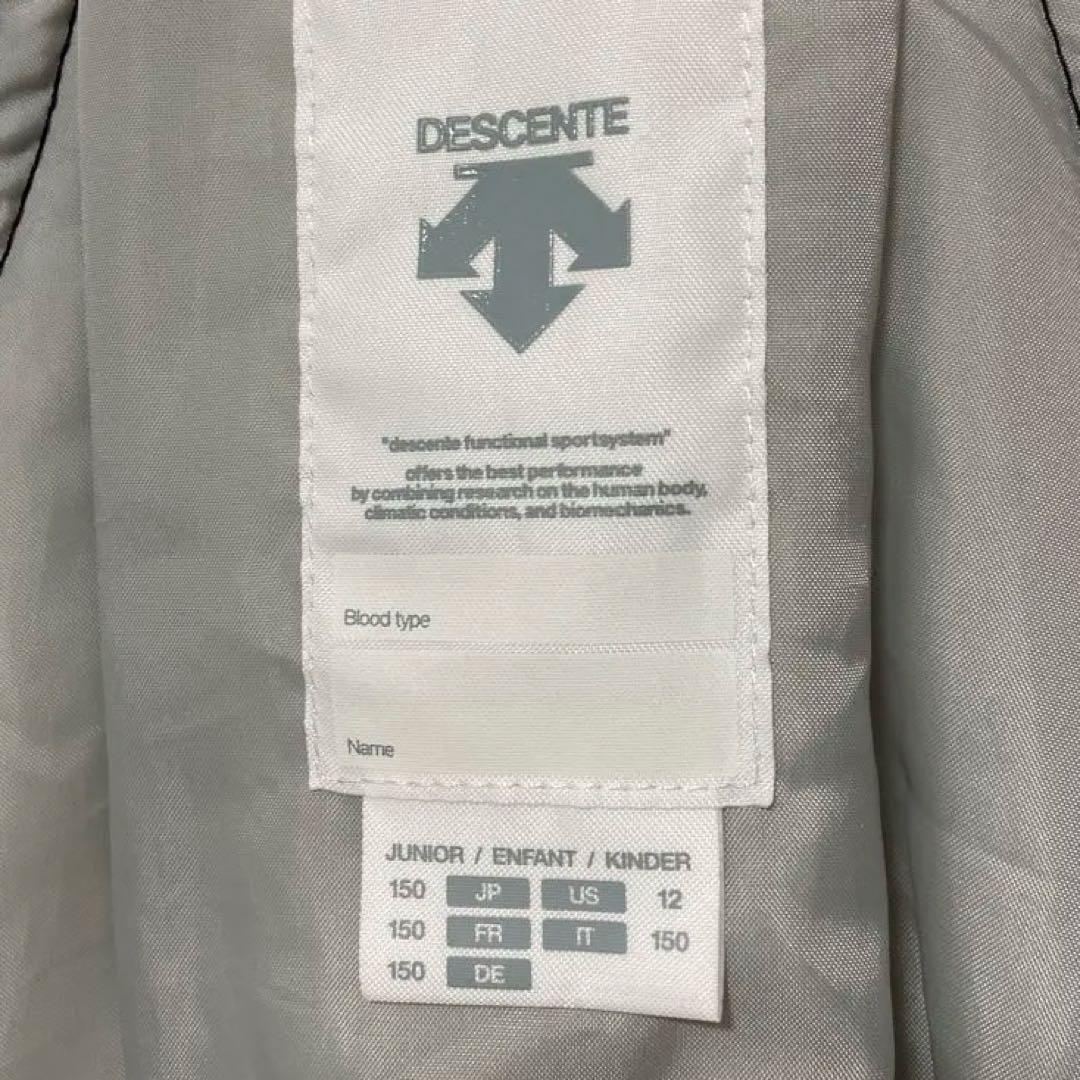 DESCENTE
"descente functional sportsystem"
offers the best performance
by combining research on the human body,
climatic conditions, and biomechanics.
Blood type
Name
JUNIOR / ENFANT / KINDER
150 JP US 12
150 FR IT 150
150 DE